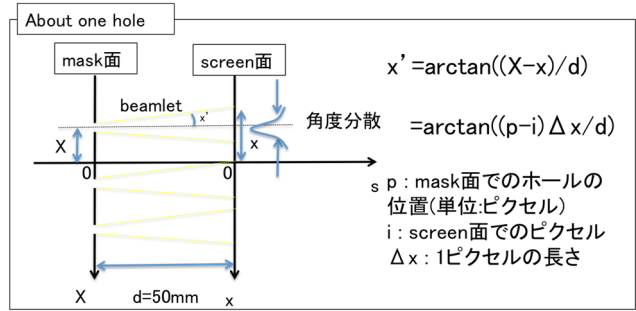 About one hole
mask面
screen面
beamlet
x'
角度分散
X
x
0
0
s
X
d=50mm
x
x'=arctan((X-x)/d)
=arctan((p-i)Δx/d)
p：mask面でのホールの
位置(単位:ピクセル)
i：screen面でのピクセル
Δx：1ピクセルの長さ